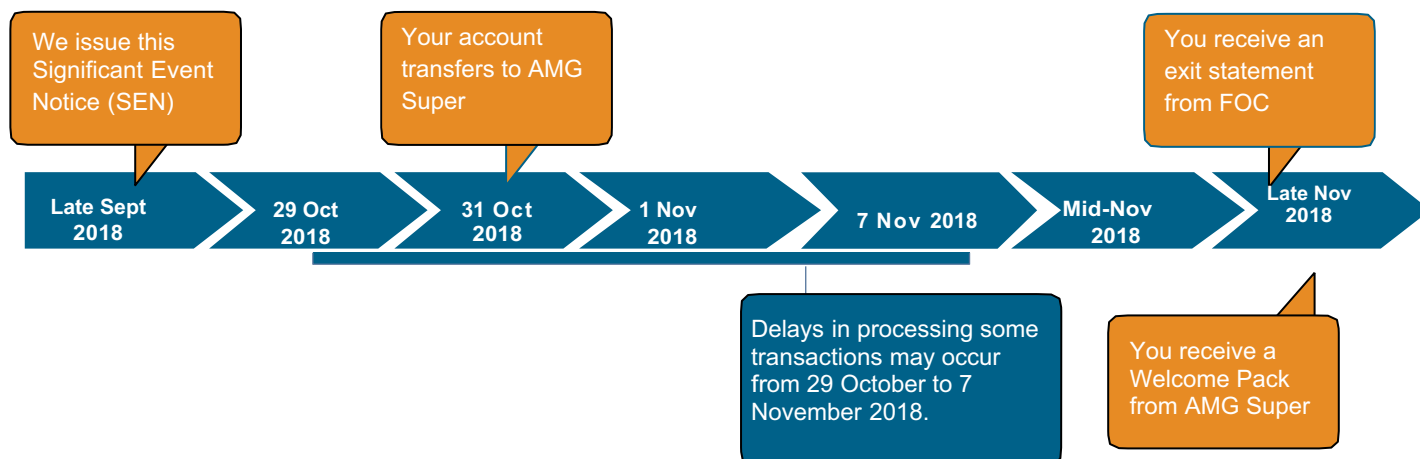 We issue this
Significant Event
Notice (SEN)
Your account
transfers to AMG
Super
You receive an
exit statement
from FOC
Late Sept
2018
29 Oct
2018
31 Oct
2018
1 Nov
2018
7 Nov 2018
Mid-Nov
2018
Late Nov
2018
Delays in processing some
transactions may occur
from 29 October to 7
November 2018.
You receive a
Welcome Pack
from AMG Super